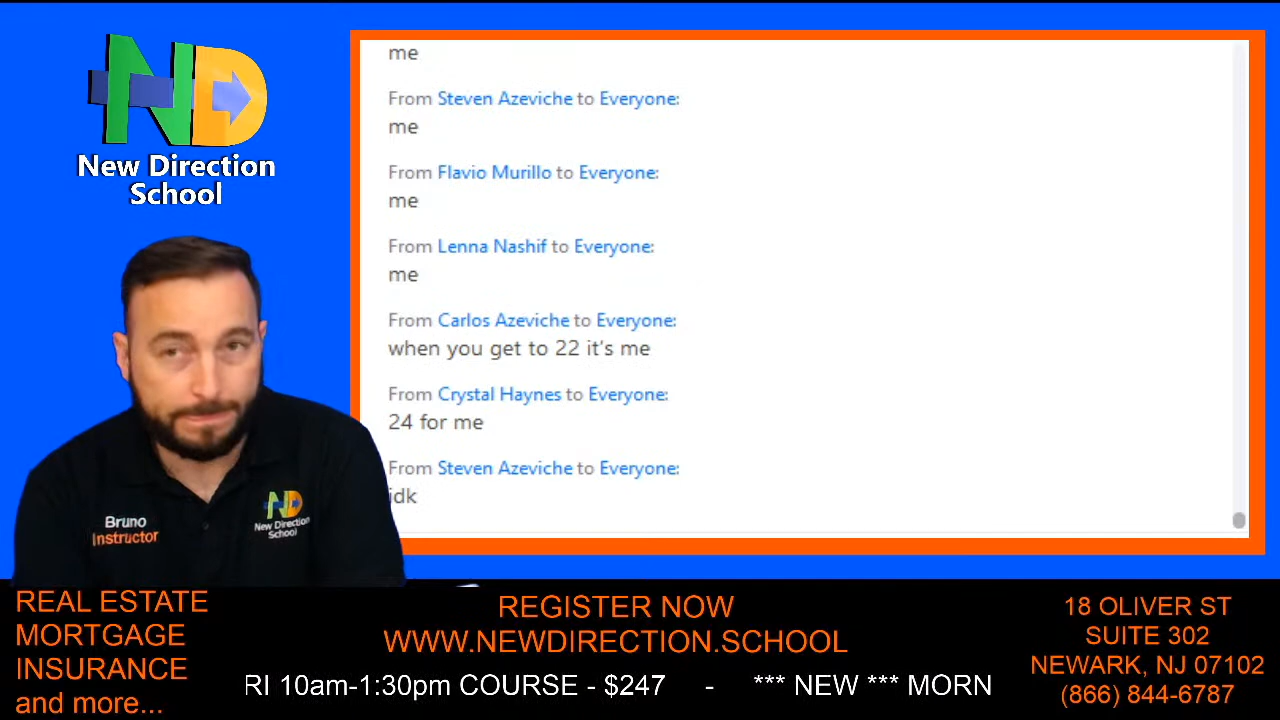 ND
New Direction
School
me
From Steven Azeviche to Everyone:
me
From Flavio Murillo to Everyone:
me
From Lenna Nashif to Everyone:
me
From Carlos Azeviche to Everyone:
when you get to 22 it's me
From Crystal Haynes to Everyone:
24 for me
From Steven Azeviche to Everyone:
idk
Bruno
Instructor
ND
New Direction
School
REAL ESTATE
MORTGAGE
INSURANCE
and more...
REGISTER NOW
WWW.NEWDIRECTION.SCHOOL
RI 10am-1:30pm COURSE - $247 - *** NEW *** MORN
18 OLIVER ST
SUITE 302
NEWARK, NJ 07102
(866) 844-6787